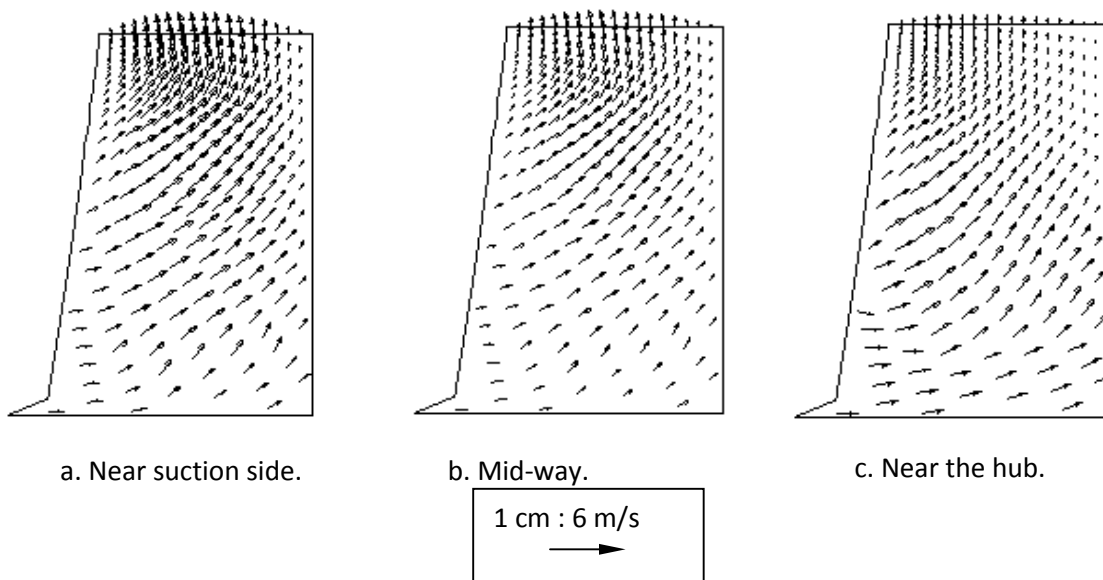 a. Near suction side.
b. Mid-way.
c. Near the hub.
1 cm : 6 m/s